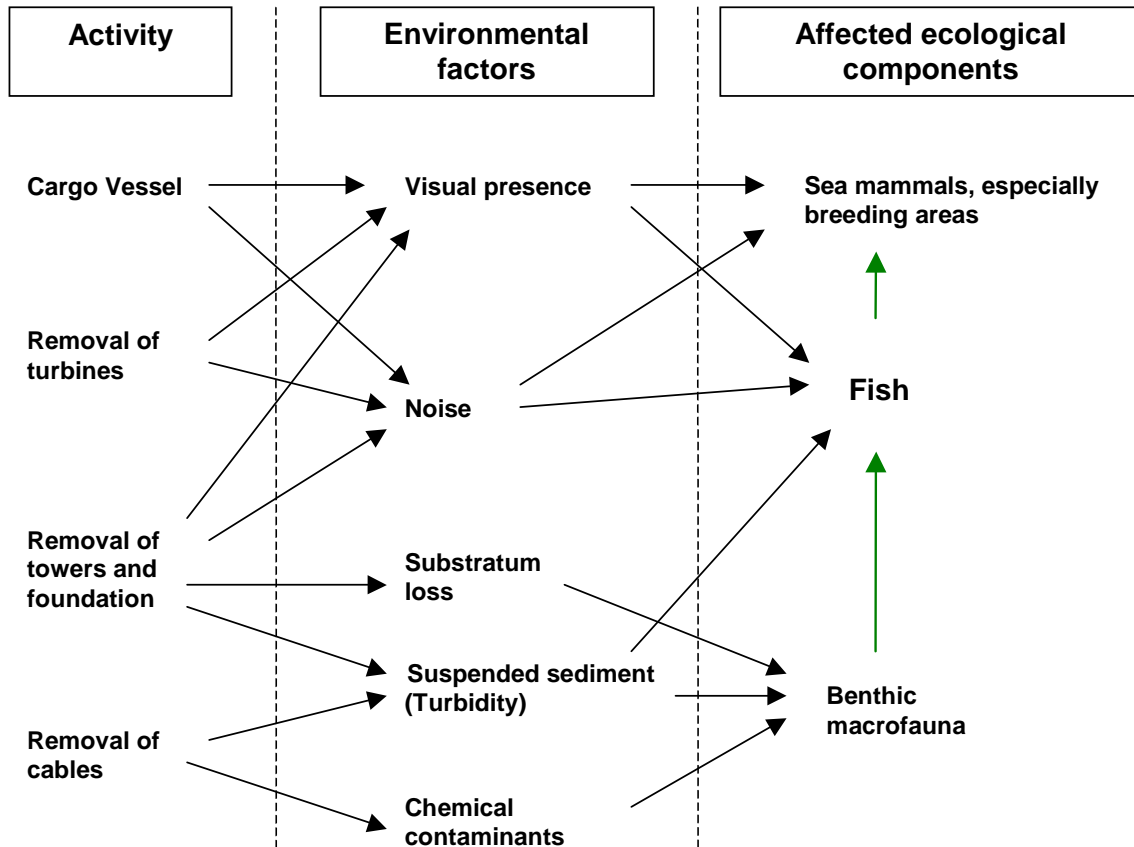 Activity
Environmental
factors
Affected ecological
components
Cargo Vessel
Visual presence
Sea mammals, especially
breeding areas
Removal of
turbines
Noise
Fish
Removal of
towers and
foundation
Substratum
loss
Suspended sediment
(Turbidity)
Benthic
macrofauna
Removal of
cables
Chemical
contaminants